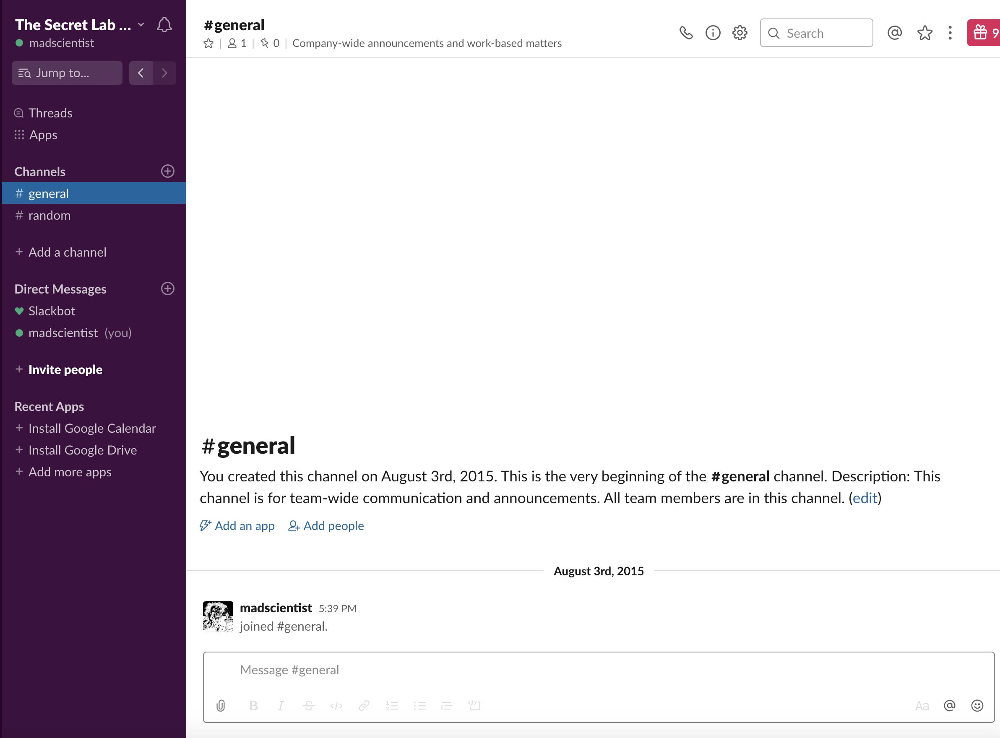 The Secret Lab ...
madscientist
Jump to...
Threads
Apps
Channels
# general
# random
+ Add a channel
Direct Messages
Slackbot
madscientist (you)
+ Invite people
Recent Apps
+ Install Google Calendar
+ Install Google Drive
+ Add more apps
#general
1 | 0 | Company-wide announcements and work-based matters
Search
9
#general
You created this channel on August 3rd, 2015. This is the very beginning of the #general channel. Description: This
channel is for team-wide communication and announcements. All team members are in this channel. (edit)
Add an app Add people
August 3rd, 2015
madscientist 5:39 PM
joined #general.
Message #general
B I S </> Aa @